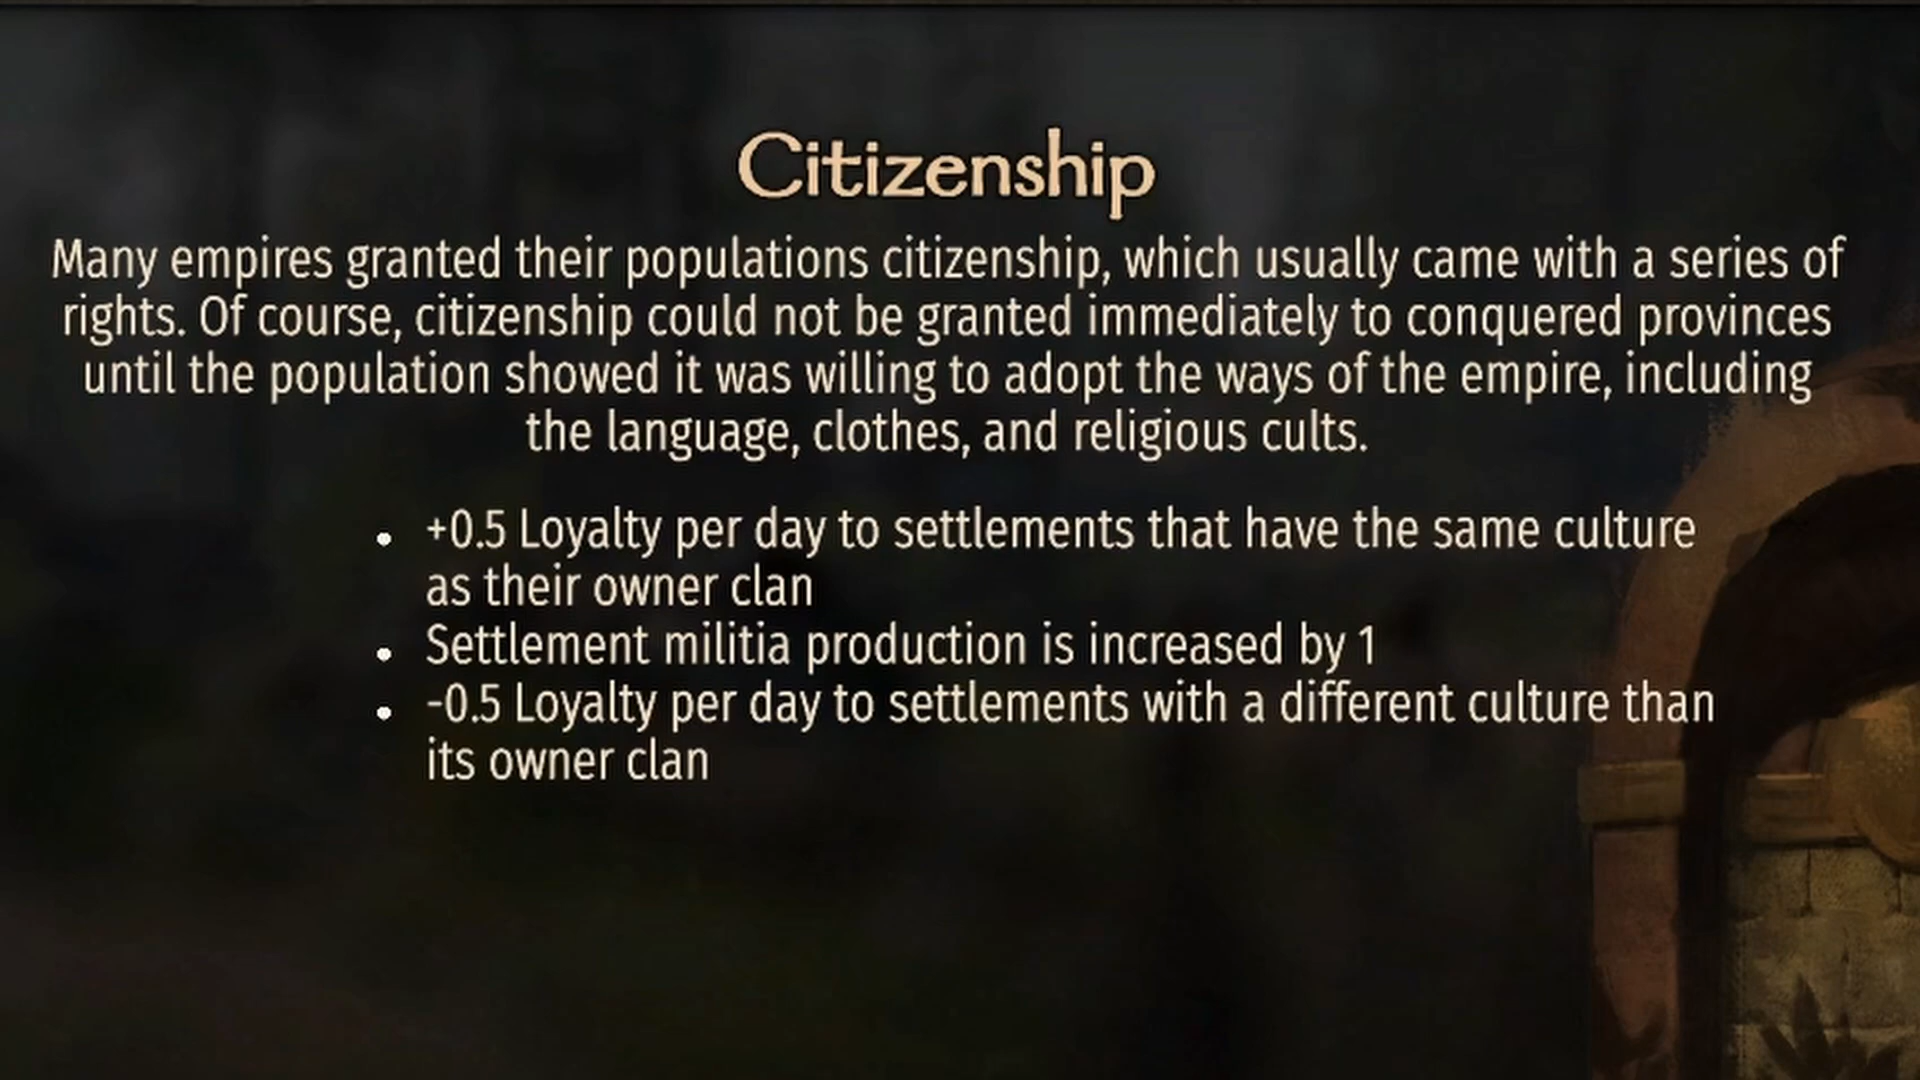 Citizenship
Many empires granted their populations citizenship, which usually came with a series of
rights. Of course, citizenship could not be granted immediately to conquered provinces
until the population showed it was willing to adopt the ways of the empire, including
the language, clothes, and religious cults.
• +0.5 Loyalty per day to settlements that have the same culture
as their owner clan
• Settlement militia production is increased by 1
• -0.5 Loyalty per day to settlements with a different culture than
its owner clan